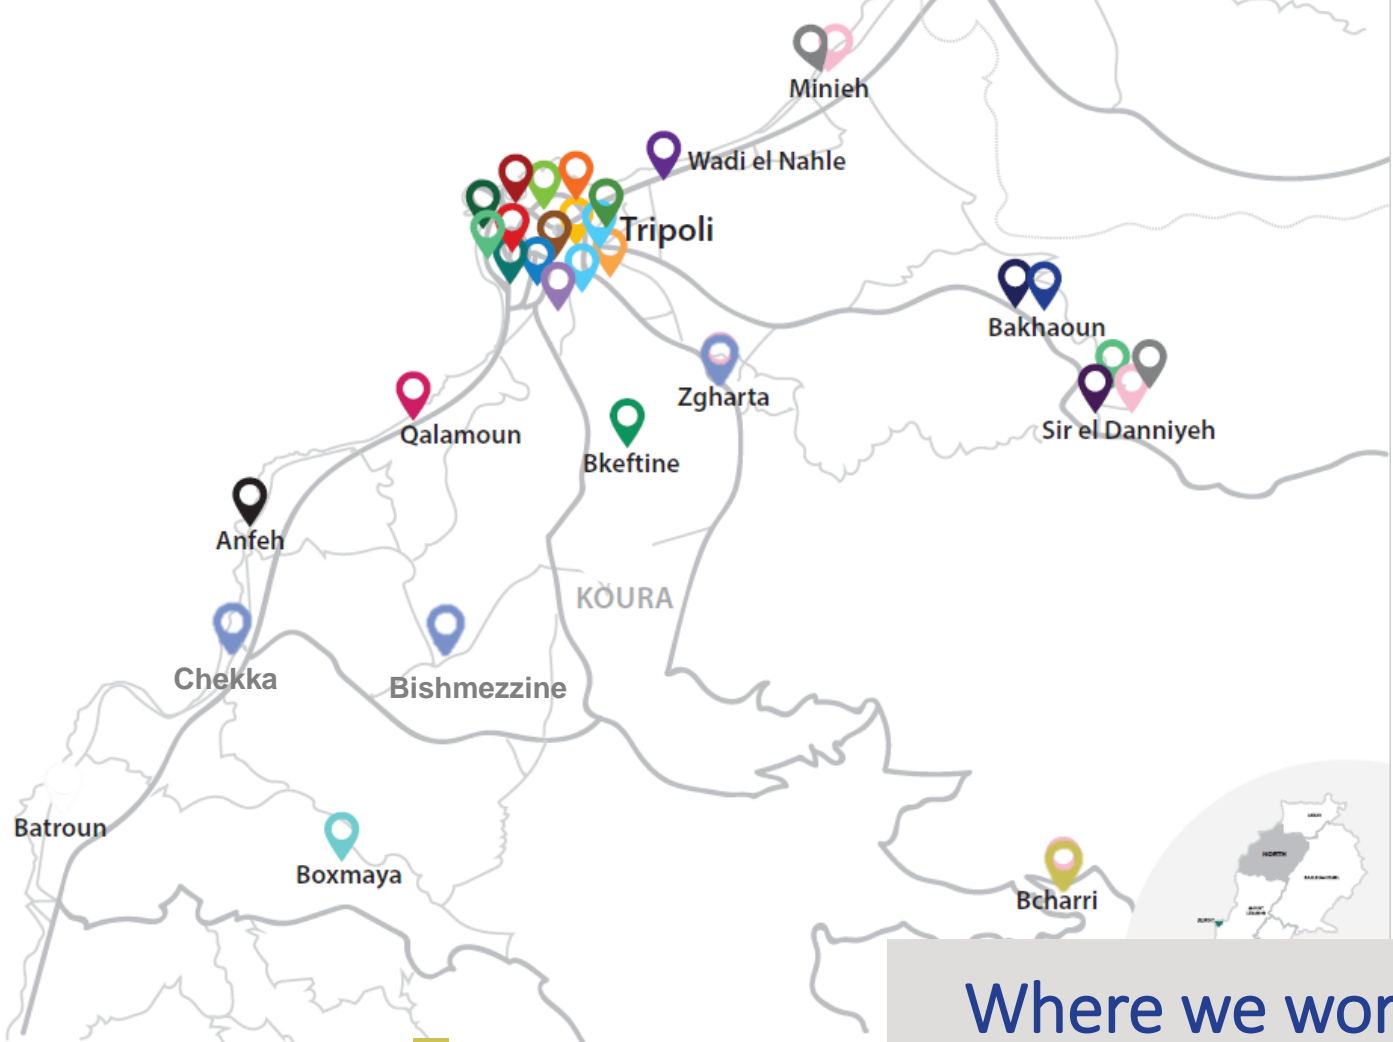 Minieh
Wadi el Nahle
Tripoli
Bakhaoun
Zgharta
Sir el Danniyeh
Qalamoun
Bkeftine
Anfeh
KOURA
Chekka
Bishmezzine
Batroun
Boxmaya
Bcharri
NORTH
Where we wor